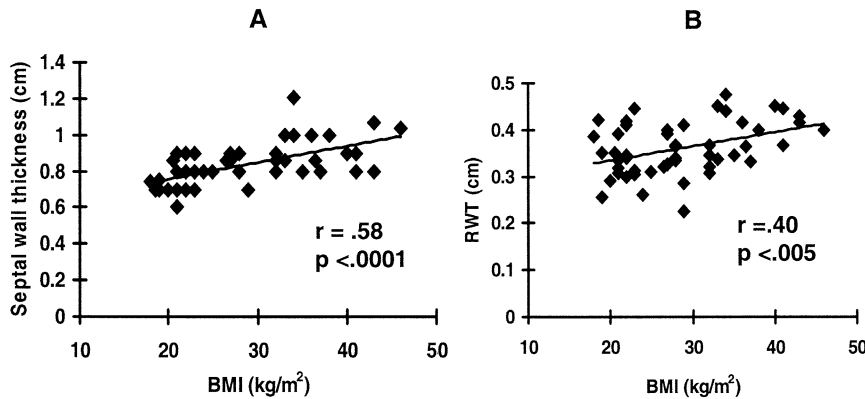 A
Septal wall thickness (cm)
1.4
1.2
1
0.8
0.6
0.4
0.2
0
r = .58
p <.0001
10 20 30 40 50
BMI (kg/m²)
B
RWT (cm)
0.5
0.4
0.3
0.2
0.1
0
r =.40
p <.005
10 20 30 40 50
BMI (kg/m²)